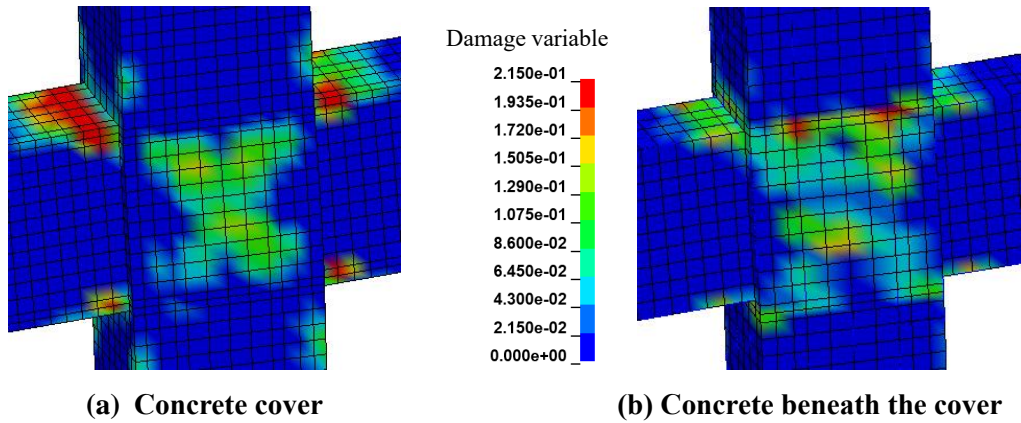 Damage variable
2.150e-01
1.935e-01
1.720e-01
1.505e-01
1.290e-01
1.075e-01
8.600e-02
6.450e-02
4.300e-02
2.150e-02
0.000e+00
(a) Concrete cover
(b) Concrete beneath the cover